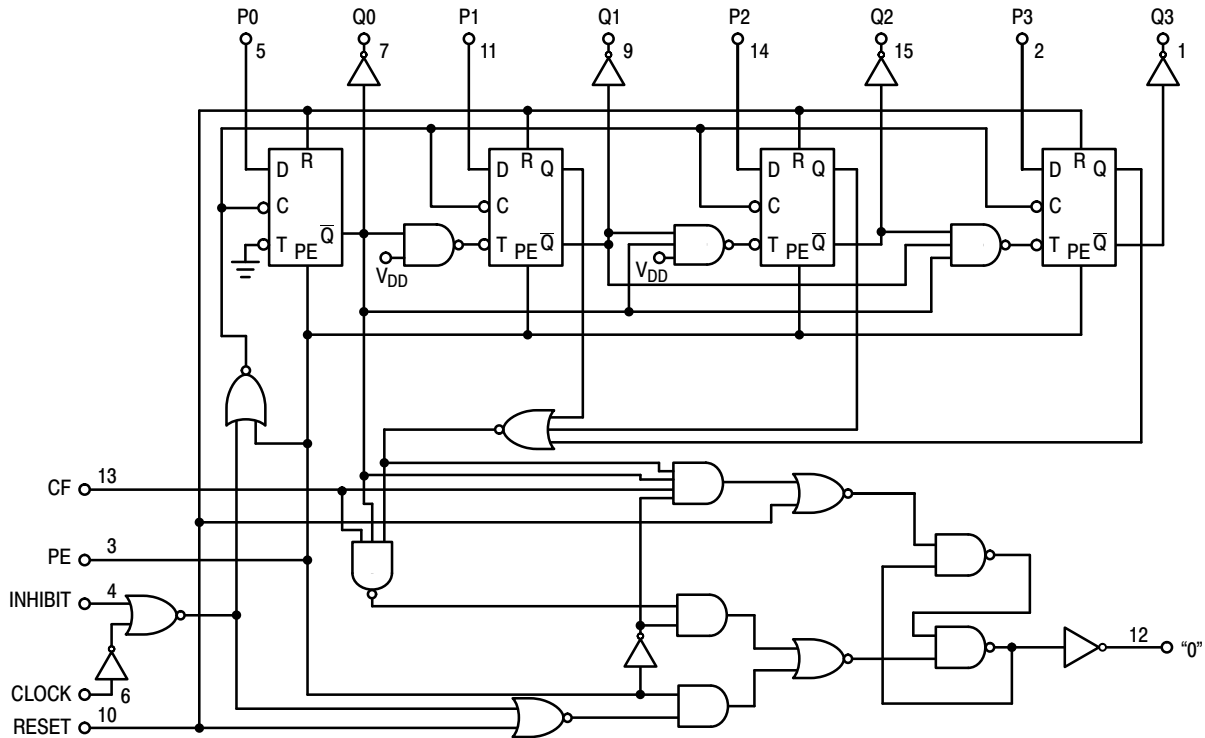 P0 Q0 P1 Q1 P2 Q2 P3 Q3
5 7 11 9 14 15 2 1
R R R R
D D Q D Q D Q
C C C C
T PE Q̅ T PE Q̅ T PE Q̅ T PE Q̅
VDD VDD
CF 13
PE 3
INHIBIT 4
12 "0"
CLOCK 6
RESET 10